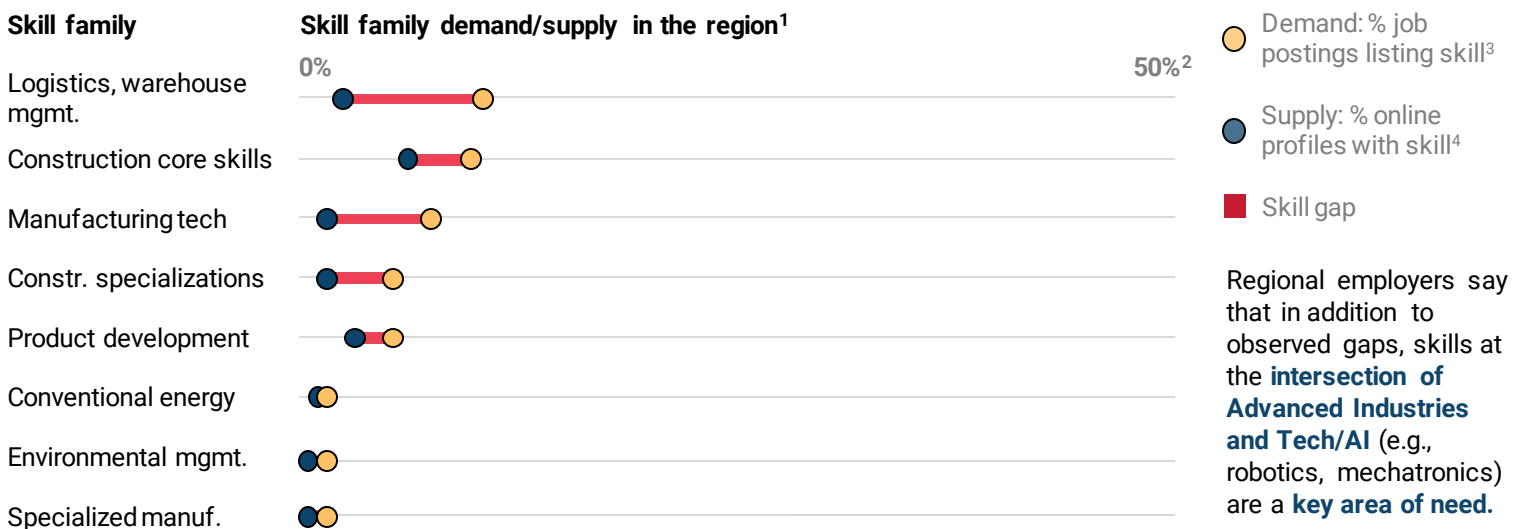 Skill family
Skill family demand/supply in the region¹
0%
50%²
Logistics, warehouse
mgmt.
Construction core skills
Manufacturing tech
Constr. specializations
Product development
Conventional energy
Environmental mgmt.
Specialized manuf.
Demand: % job
postings listing skill³
Supply: % online
profiles with skill⁴
Skill gap
Regional employers say
that in addition to
observed gaps, skills at
the intersection of
Advanced Industries
and Tech/AI (e.g.,
robotics, mechatronics)
are a key area of need.